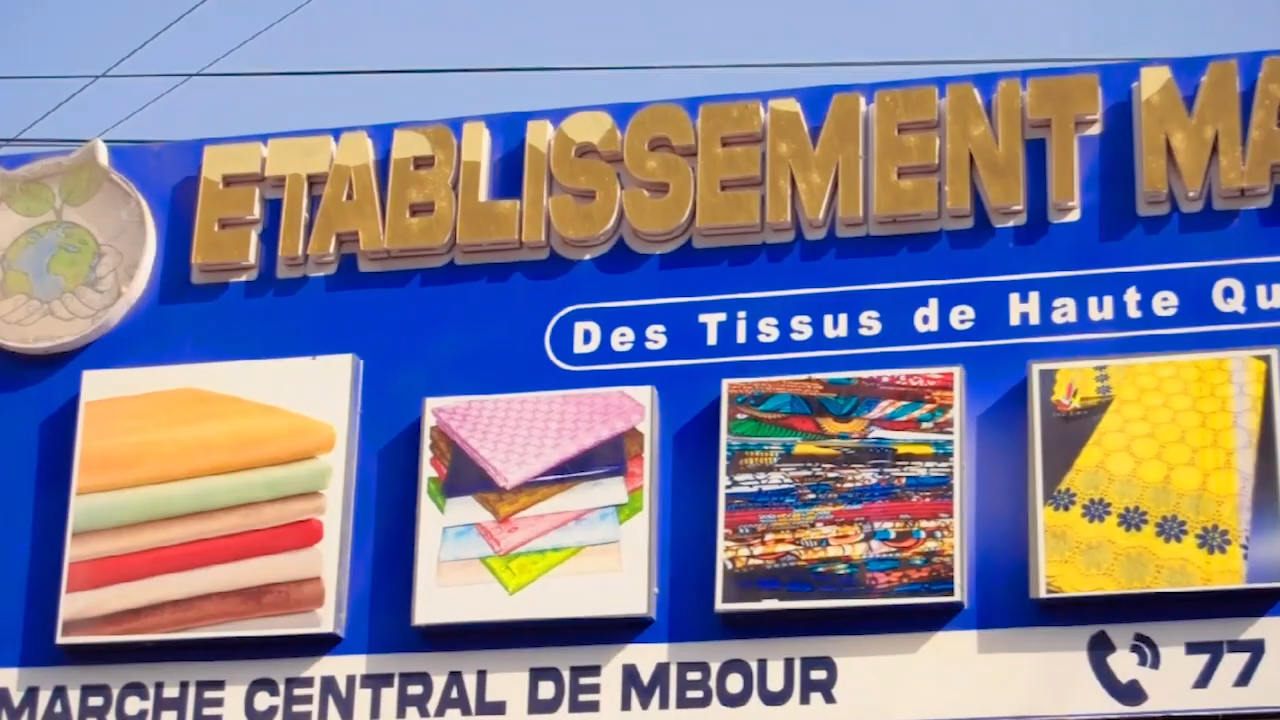 ETABLISSEMENT MA
Des Tissus de Haute Qu
MARCHE CENTRAL DE MBOUR
77